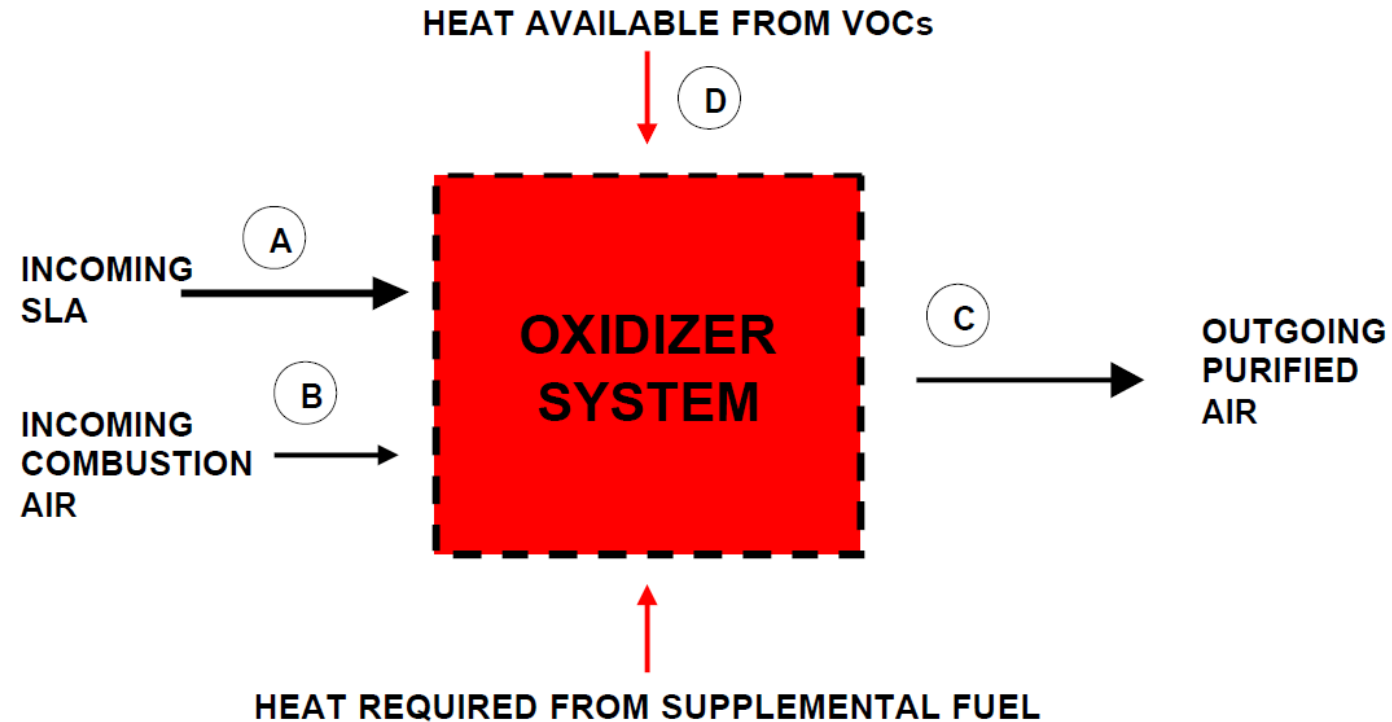 HEAT AVAILABLE FROM VOCs
D
A
INCOMING
SLA
B
INCOMING
COMBUSTION
AIR
OXIDIZER
SYSTEM
C
OUTGOING
PURIFIED
AIR
HEAT REQUIRED FROM SUPPLEMENTAL FUEL